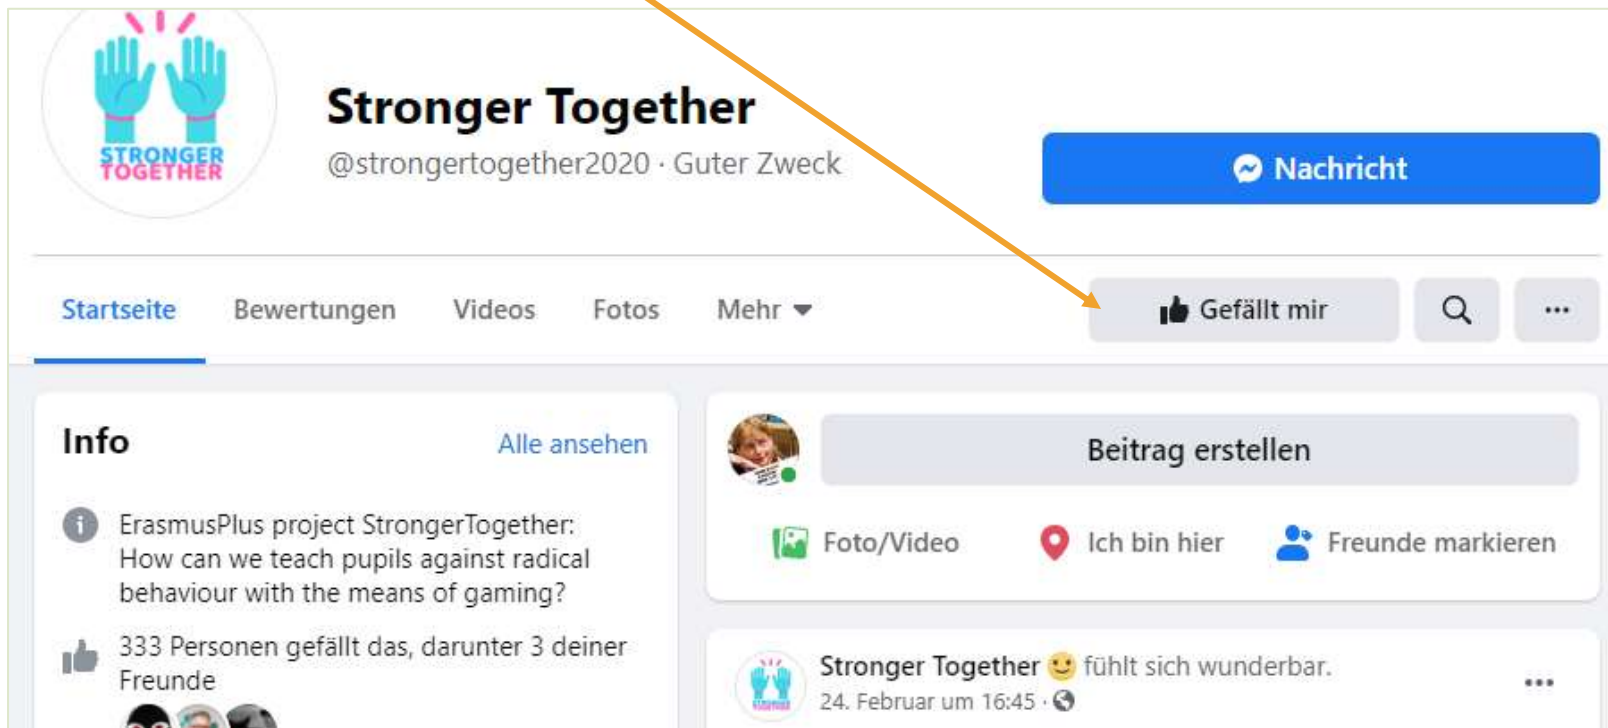 STRONGER
TOGETHER
Stronger Together
@strongertogether2020 · Guter Zweck
Nachricht
Startseite Bewertungen Videos Fotos Mehr
Gefällt mir
Info Alle ansehen
ErasmusPlus project StrongerTogether:
How can we teach pupils against radical
behaviour with the means of gaming?
333 Personen gefällt das, darunter 3 deiner
Freunde
Beitrag erstellen
Foto/Video Ich bin hier Freunde markieren
STRONGER
TOGETHER
Stronger Together fühlt sich wunderbar.
24. Februar um 16:45 ·